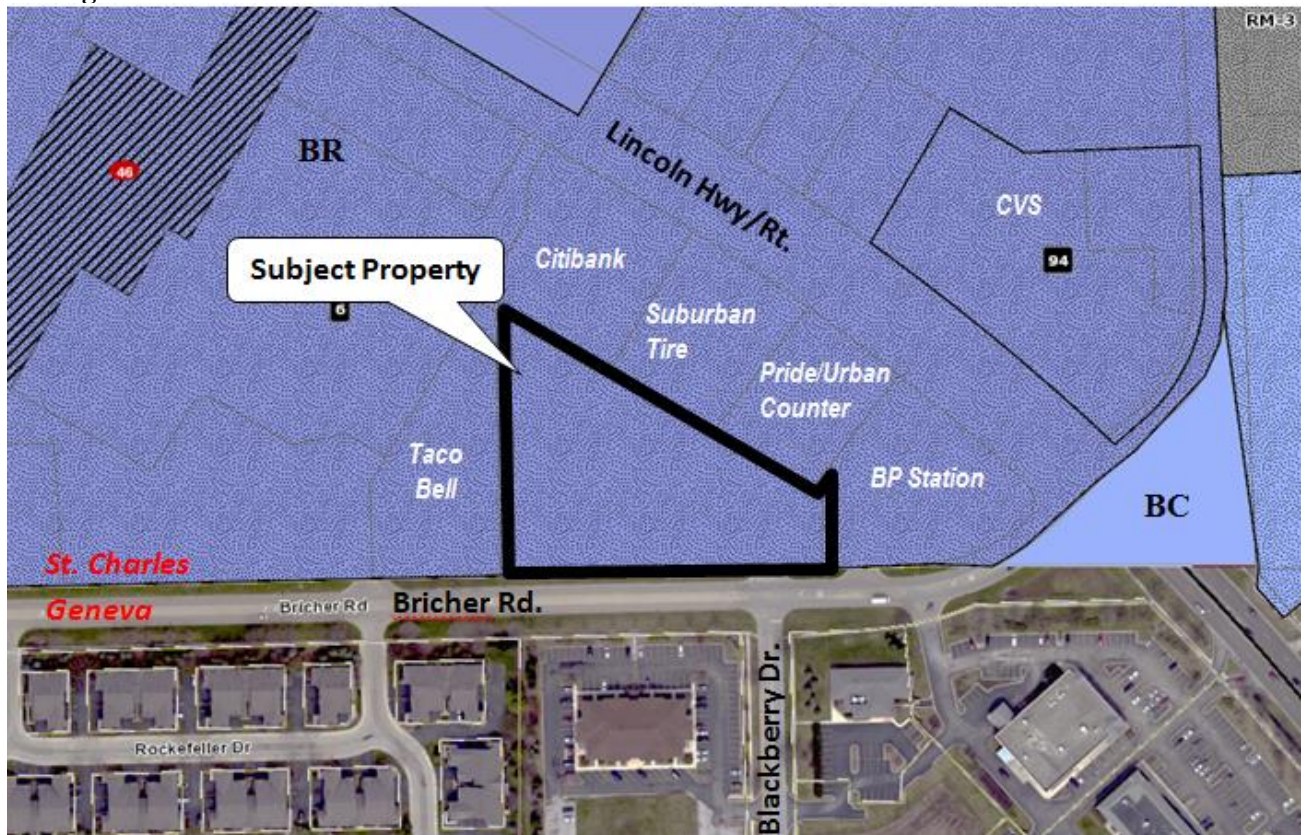 RM-3
BR
46
Lincoln Hwy/Rt.
CVS
94
Citibank
Subject Property
6
Suburban
Tire
Pride/Urban
Counter
Taco
Bell
BP Station
BC
St. Charles
Geneva
Bricher Rd
Bricher Rd.
Blackberry Dr.
Rockefeller Dr